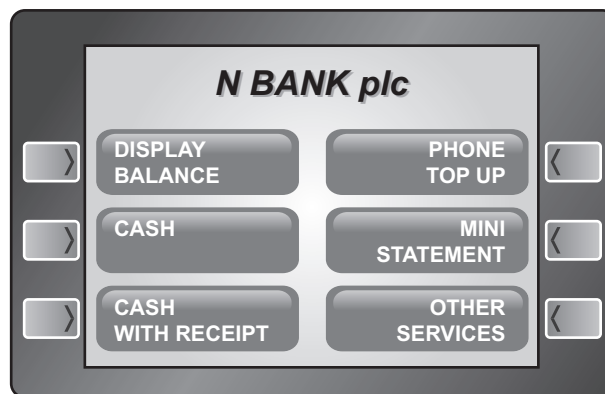 N BANK plc
DISPLAY
BALANCE
PHONE
TOP UP
CASH
MINI
STATEMENT
CASH
WITH RECEIPT
OTHER
SERVICES